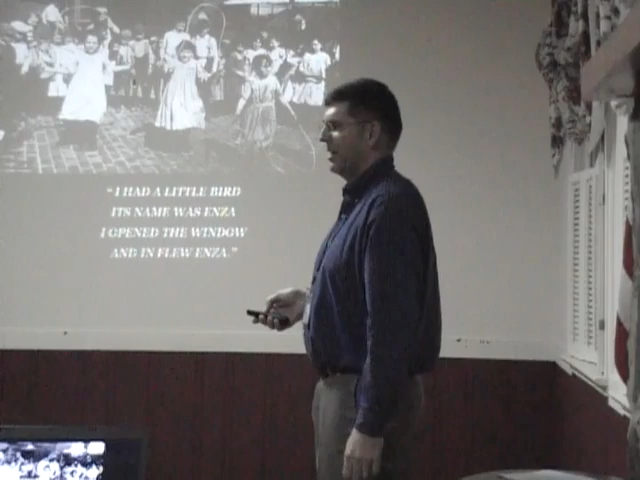 “ I HAD A LITTLE BIRD
ITS NAME WAS ENZA
I OPENED THE WINDOW
AND IN FLEW ENZA.”